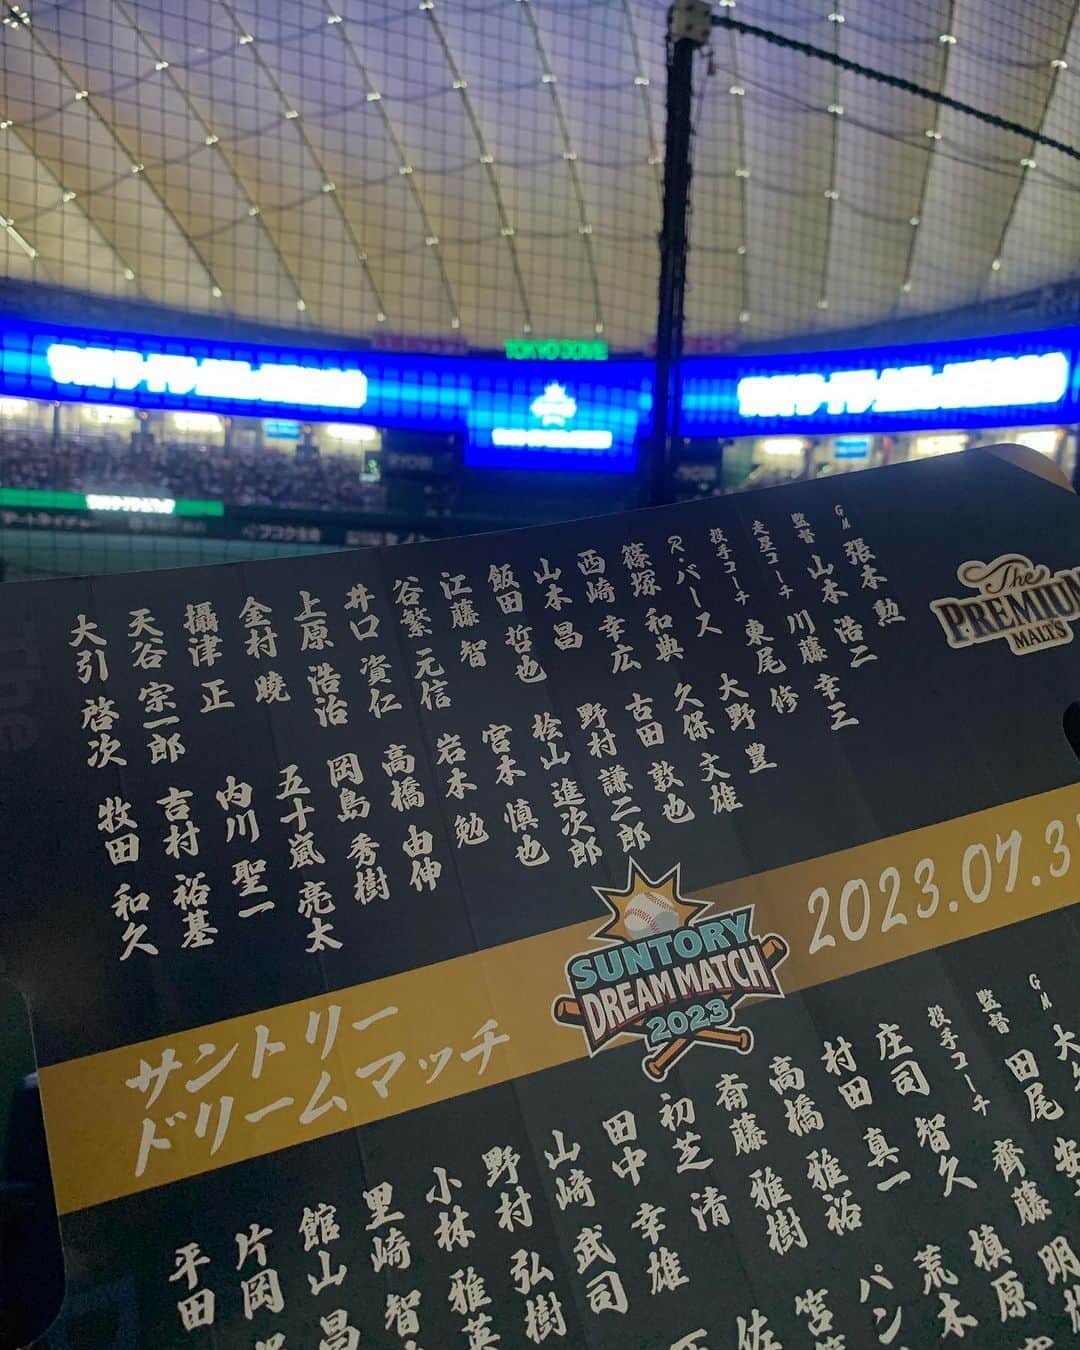 TOKYO DOME
The
PREMIUM
MALT'S
GM 張本 勲
監督 山本 浩二
走塁コーチ 川藤 幸三
投手コーチ 東尾 修
R・バース 大野 豊
篠塚 和典 久保 文雄
西崎 幸広 古田 敦也
山本 昌 野村 謙二郎
飯田 哲也 桧山 進次郎
江藤 智 宮本 慎也
谷繁 元信 岩本 勉
井口 資仁 高橋 由伸
上原 浩治 岡島 秀樹
金村 曉 五十嵐 亮太
攝津 正 内川 聖一
天谷 宗一郎 吉村 裕基
大引 啓次 牧田 和久
サントリー
ドリームマッチ
SUNTORY
DREAM MATCH
2023
2023.07.3
GM 大
監督 田尾 安
投手コーチ 齊藤 明
庄司 智久 槙原
村田 真一 荒木
高橋 雅裕 パン
斎藤 雅樹
初芝 清 佐
田中 幸雄
山﨑 武司
野村 弘樹
小林 雅英
里崎 智
館山 昌
片岡
平田